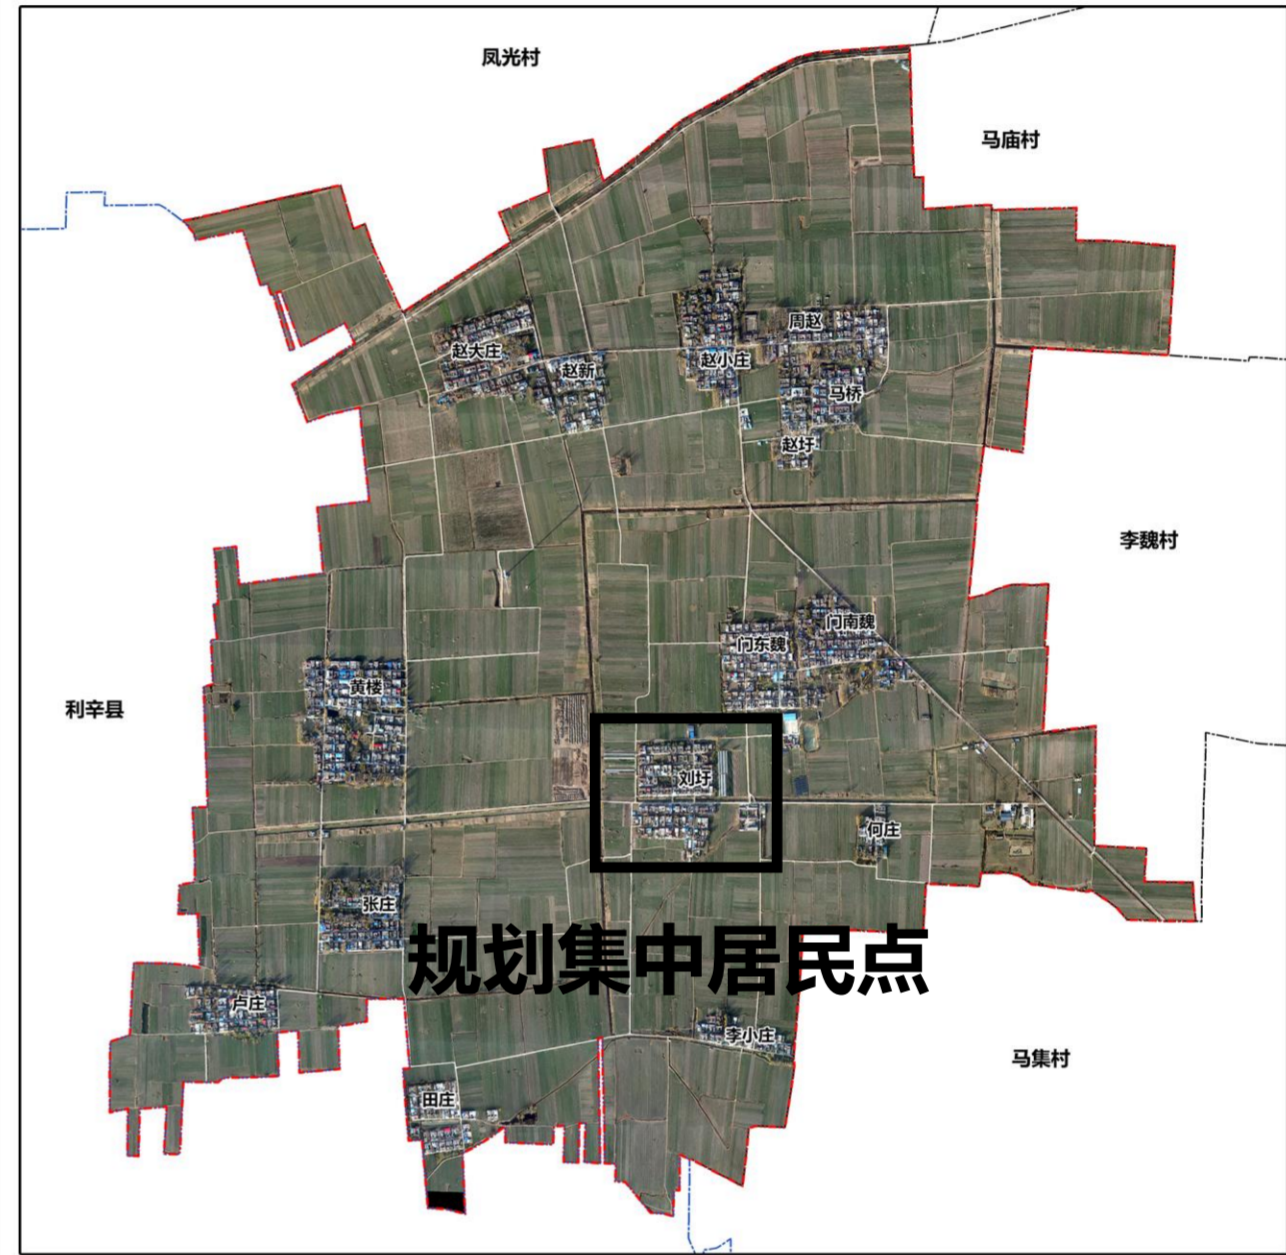 凤光村
马庙村
周赵
赵大庄
赵小庄
赵新
马桥
赵圩
李魏村
门南魏
门东魏
黄楼
利辛县
刘圩
何庄
张庄
规划集中居民点
卢庄
李小庄
马集村
田庄